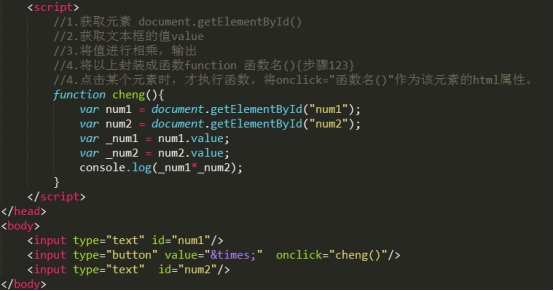 <script>
//1.获取元素 document.getElementById()
//2.获取文本框的值value
//3.将值进行相乘，输出
//4.将以上封装成函数function 函数名(){步骤123}
//4.点击某个元素时，才执行函数。将onclick="函数名()"作为该元素的html属性。
function cheng(){
var num1 = document.getElementById("num1");
var num2 = document.getElementById("num2");
var _num1 = num1.value;
var _num2 = num2.value;
console.log(_num1*_num2);
}
</script>
</head>
<body>
<input type="text" id="num1"/>
<input type="button" value="&times;"  onclick="cheng()"/>
<input type="text"  id="num2"/>
</body>